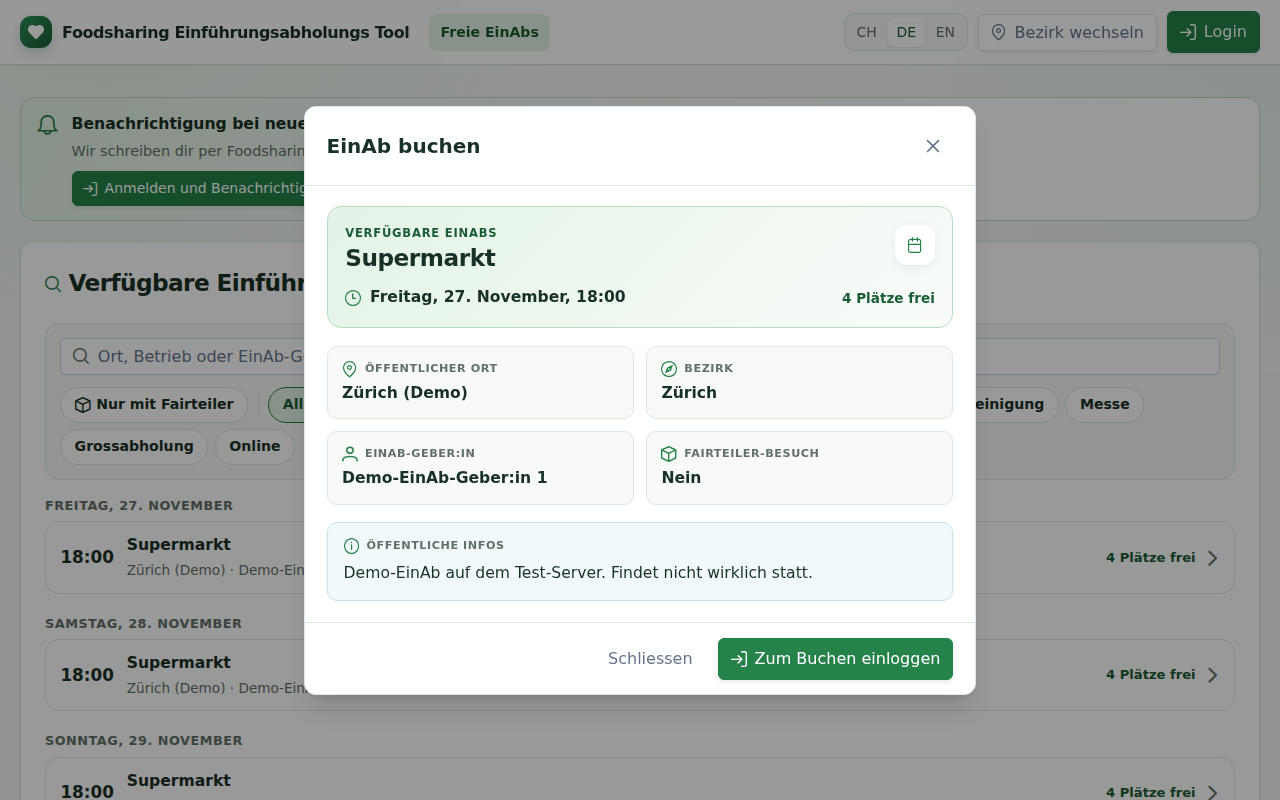 Foodsharing Einführungsabholungs Tool
Freie EinAbs
CH DE EN
Bezirk wechseln
Login
Benachrichtigung bei neue
Wir schreiben dir per Foodsharin
Anmelden und Benachrichtig
Verfügbare Einführ
Ort, Betrieb oder EinAb-G
Nur mit Fairteiler
All
einigung
Messe
Grossabholung
Online
FREITAG, 27. NOVEMBER
18:00
Supermarkt
Zürich (Demo) · Demo-Ein
4 Plätze frei
SAMSTAG, 28. NOVEMBER
18:00
Supermarkt
Zürich (Demo) · Demo-Ein
4 Plätze frei
SONNTAG, 29. NOVEMBER
18:00
Supermarkt
4 Plätze frei
EinAb buchen
VERFÜGBARE EINABS
Supermarkt
Freitag, 27. November, 18:00
4 Plätze frei
ÖFFENTLICHER ORT
Zürich (Demo)
BEZIRK
Zürich
EINAB-GEBER:IN
Demo-EinAb-Geber:in 1
FAIRTEILER-BESUCH
Nein
ÖFFENTLICHE INFOS
Demo-EinAb auf dem Test-Server. Findet nicht wirklich statt.
Schliessen
Zum Buchen einloggen